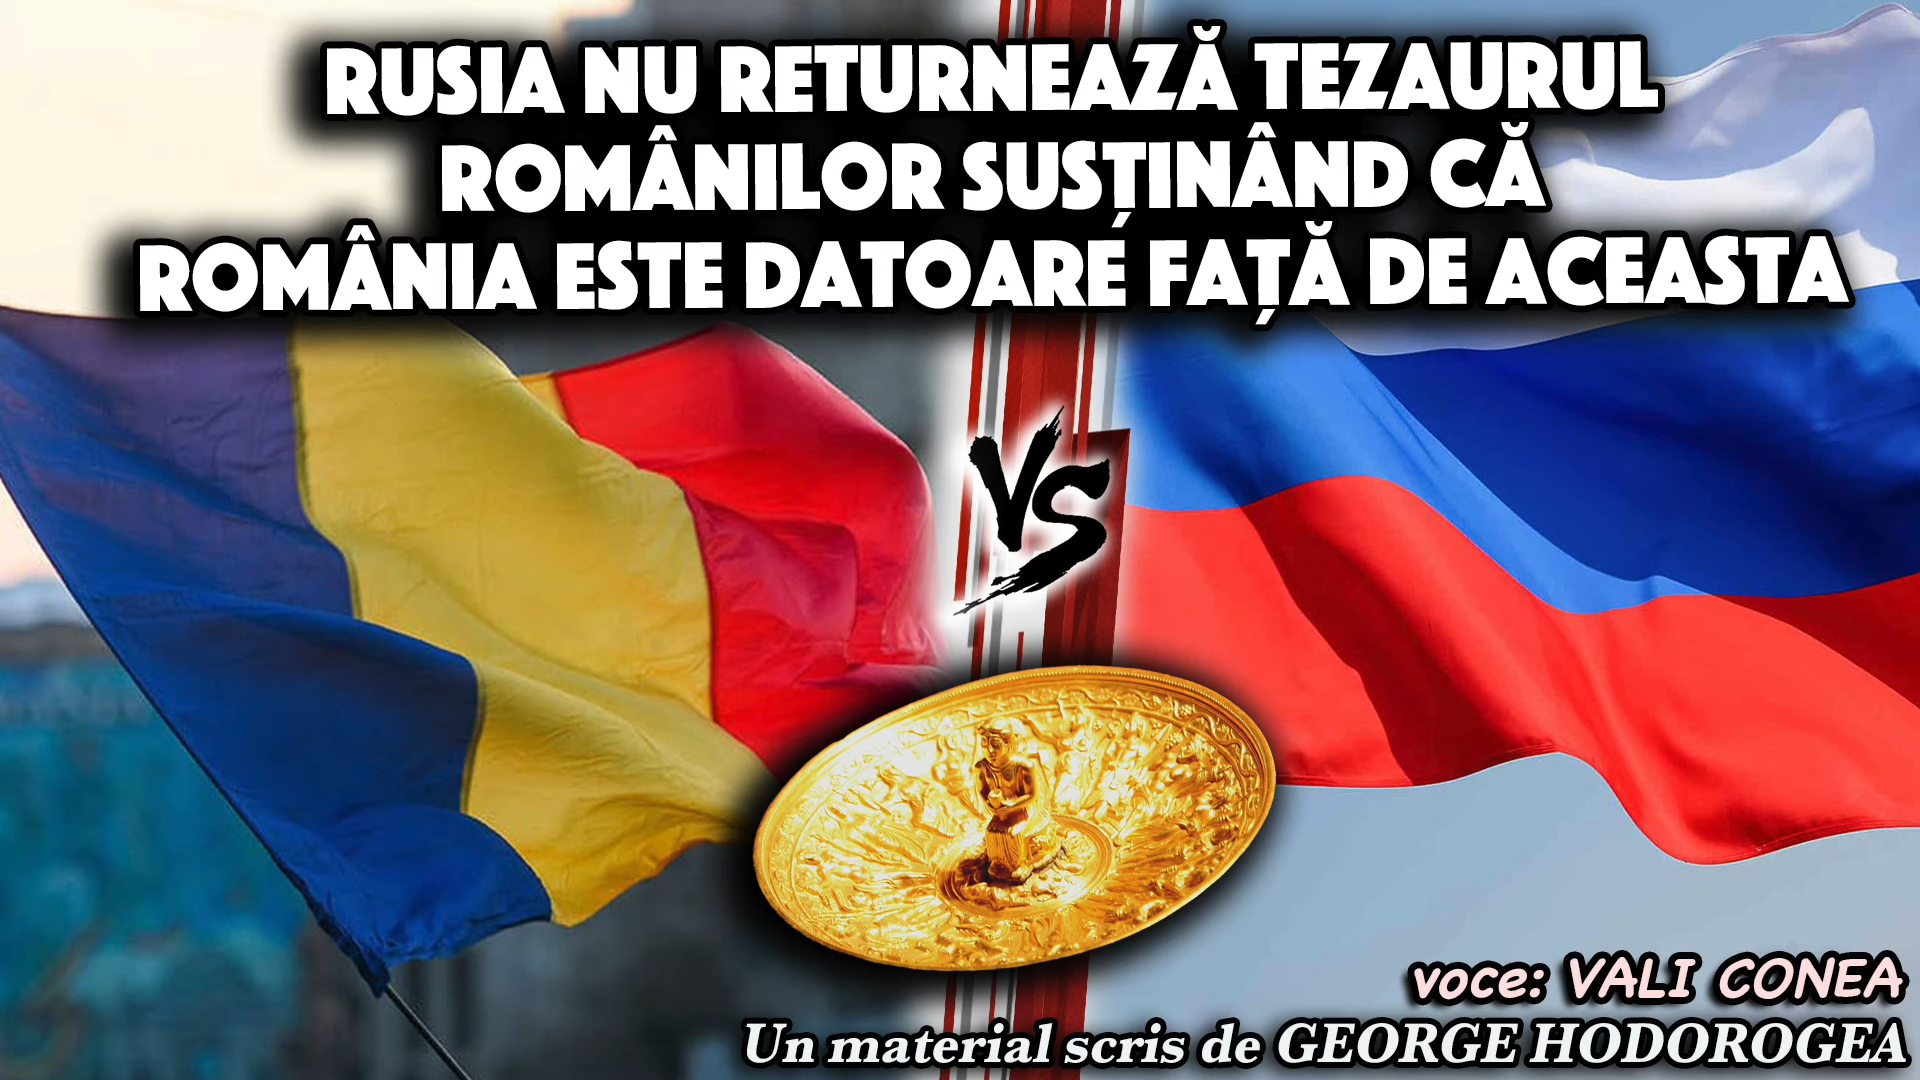 RUSIA NU RETURNEAZĂ TEZAURUL
ROMÂNILOR SUSȚINÂND CĂ
ROMÂNIA ESTE DATOARE FAȚĂ DE ACEASTA
VS
voce: VALI CONEA
Un material scris de GEORGE HODOROGEA